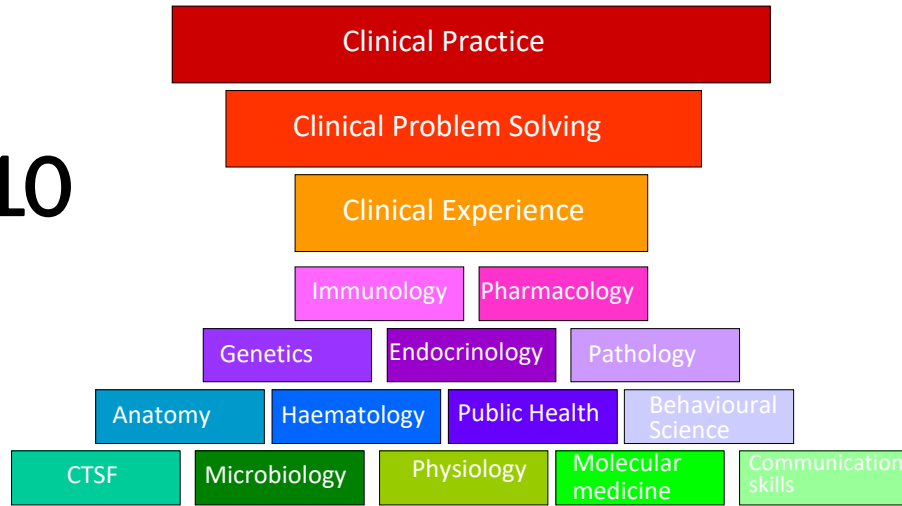 Clinical Practice
Clinical Problem Solving
10
Clinical Experience
Immunology Pharmacology
Genetics Endocrinology Pathology
Anatomy Haematology Public Health Behavioural
Science
CTSF Microbiology Physiology Molecular
medicine Communication
skills